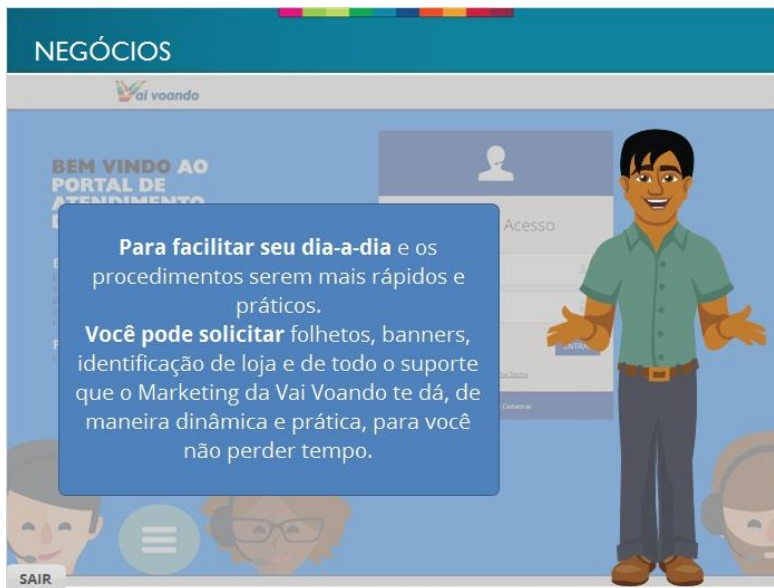 NEGÓCIOS
Vai voando
BEM VINDO AO
PORTAL DE
ATENDIMENTO
Acesso
Para facilitar seu dia-a-dia e os
procedimentos serem mais rápidos e
práticos.
Você pode solicitar folhetos, banners,
identificação de loja e de todo o suporte
que o Marketing da Vai Voando te dá, de
maneira dinâmica e prática, para você
não perder tempo.
Cadastrar
SAIR